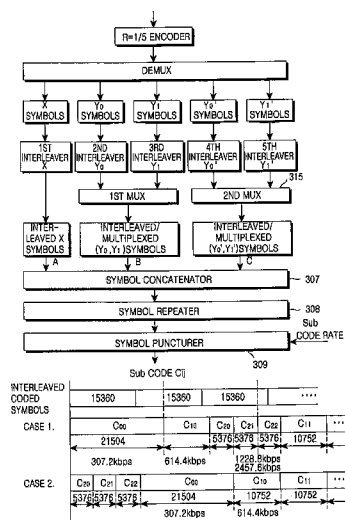 R=1/5 ENCODER
DEMUX
X SYMBOLS
Y0 SYMBOLS
Y1 SYMBOLS
Y0' SYMBOLS
Y1' SYMBOLS
1ST INTERLEAVER X
2ND INTERLEAVER Y0
3RD INTERLEAVER Y1
4TH INTERLEAVER Y0'
5TH INTERLEAVER Y1'
315
1ST MUX
2ND MUX
INTER-
LEAVED X
SYMBOLS
INTERLEAVED/
MULTIPLEXED
(Y0,Y1)SYMBOLS
INTERLEAVED/
MULTIPLEXED
(Y0',Y1')SYMBOLS
A
B
C
SYMBOL CONCATENATOR
307
SYMBOL REPEATER
308
Sub
CODE RATE
SYMBOL PUNCTURER
309
Sub CODE Cij
INTERLEAVED
CODED
SYMBOLS
15360 15360 15360 ....
CASE 1. C00 C10 C20 C21 C22 C11 ...
21504 5376 5376 5376 10752
307.2kbps 614.4kbps 1228.8kbps
2457.6kbps
CASE 2. C20 C21 C22 C00 C10 C11 ...
5376 5376 5376 21504 10752 10752
307.2kbps 614.4kbps